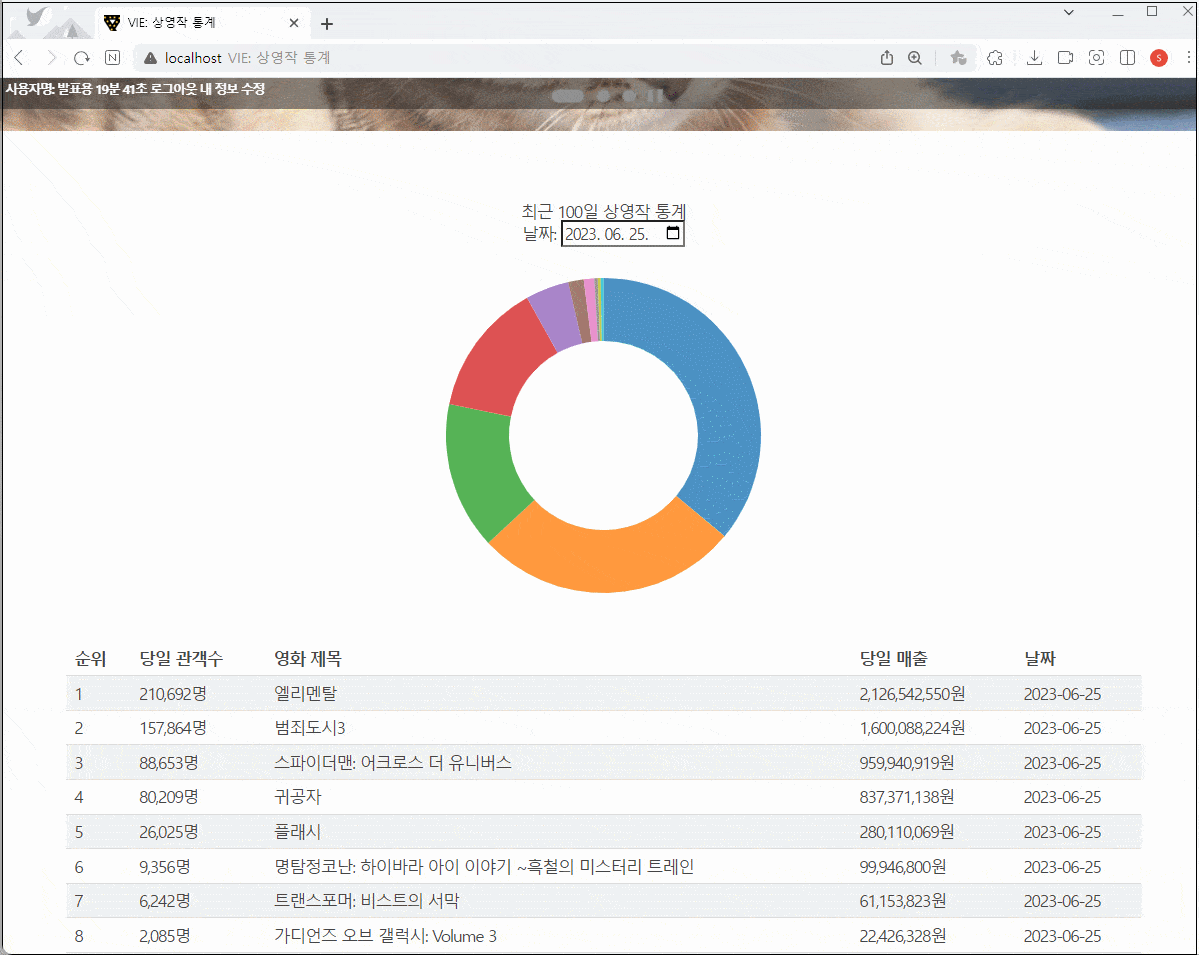 VIE: 상영작 통계
N
localhost VIE: 상영작 통계
S
사용자명: 발표용 19분 41초 로그아웃 내 정보 수정
최근 100일 상영작 통계
날짜: 2023. 06. 25.
순위 당일 관객수 영화 제목 당일 매출 날짜
1 210,692명 엘리멘탈 2,126,542,550원 2023-06-25
2 157,864명 범죄도시3 1,600,088,224원 2023-06-25
3 88,653명 스파이더맨: 어크로스 더 유니버스 959,940,919원 2023-06-25
4 80,209명 귀공자 837,371,138원 2023-06-25
5 26,025명 플래시 280,110,069원 2023-06-25
6 9,356명 명탐정코난: 하이바라 아이 이야기 ~흑철의 미스터리 트레인 99,946,800원 2023-06-25
7 6,242명 트랜스포머: 비스트의 서막 61,153,823원 2023-06-25
8 2,085명 가디언즈 오브 갤럭시: Volume 3 22,426,328원 2023-06-25